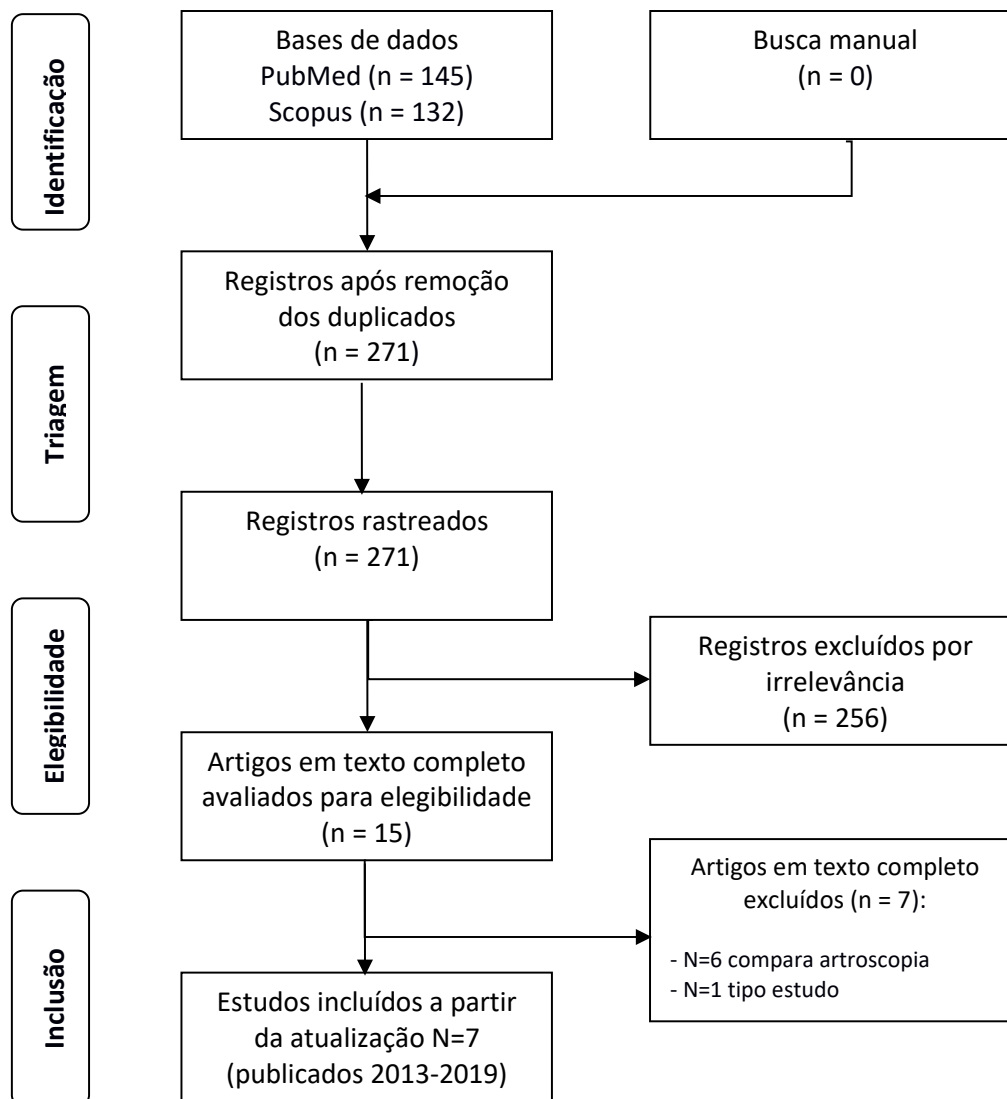 Identificação
Bases de dados
PubMed (n = 145)
Scopus (n = 132)
Busca manual
(n = 0)
Triagem
Registros após remoção
dos duplicados
(n = 271)
Registros rastreados
(n = 271)
Elegibilidade
Registros excluídos por
irrelevância
(n = 256)
Artigos em texto completo
avaliados para elegibilidade
(n = 15)
Inclusão
Artigos em texto completo
excluídos (n = 7):
- N=6 compara artroscopia
- N=1 tipo estudo
Estudos incluídos a partir
da atualização N=7
(publicados 2013-2019)